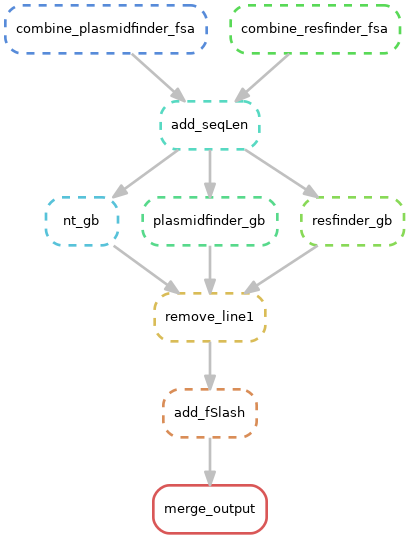 combine_plasmidfinder_fsa
combine_resfinder_fsa
add_seqLen
nt_gb
plasmidfinder_gb
resfinder_gb
remove_line1
add_fSlash
merge_output